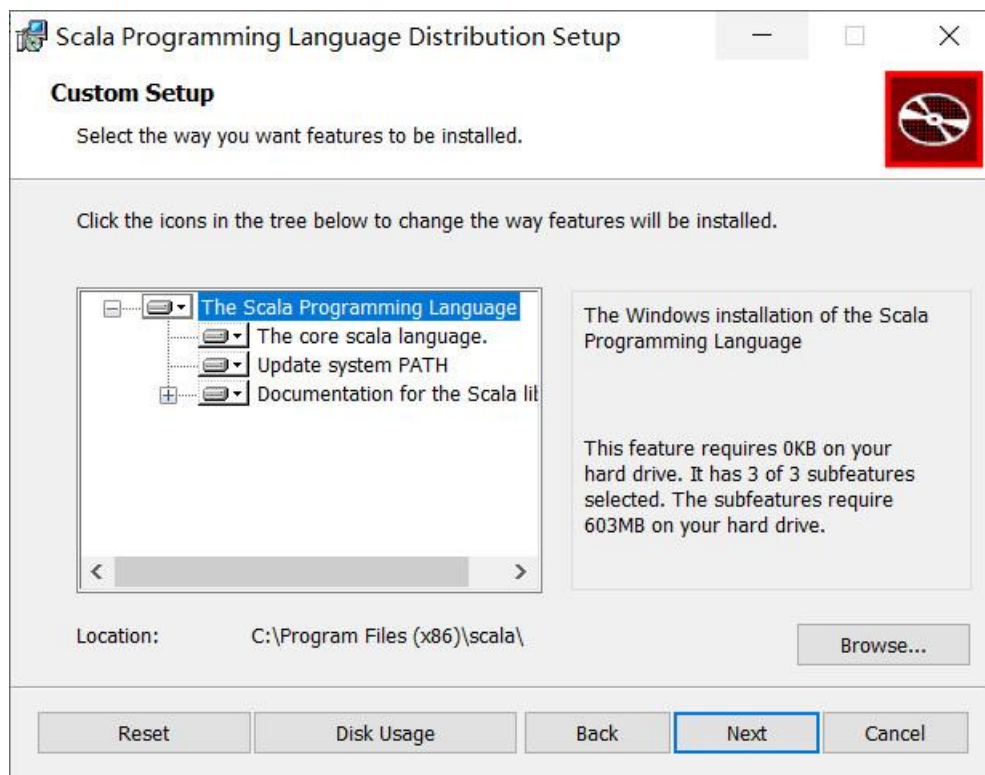 Scala Programming Language Distribution Setup
Custom Setup
Select the way you want features to be installed.
Click the icons in the tree below to change the way features will be installed.
The Scala Programming Language
The core scala language.
Update system PATH
Documentation for the Scala lib
The Windows installation of the Scala
Programming Language
This feature requires 0KB on your
hard drive. It has 3 of 3 subfeatures
selected. The subfeatures require
603MB on your hard drive.
Location: C:\Program Files (x86)\scala\
Browse...
Reset Disk Usage Back Next Cancel